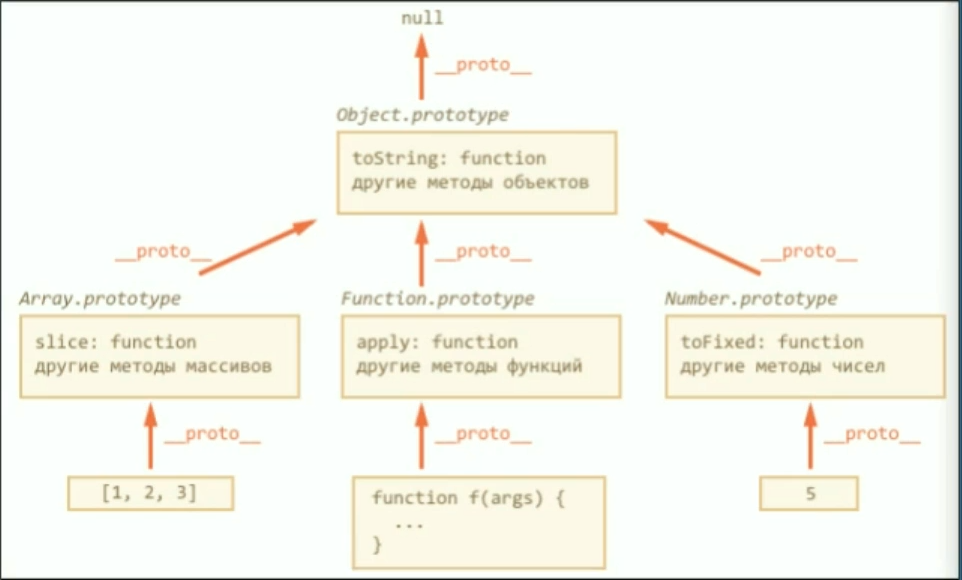 null
__proto__
Object.prototype
toString: function
другие методы объектов
__proto__
__proto__
__proto__
Array.prototype
Function.prototype
Number.prototype
slice: function
другие методы массивов
apply: function
другие методы функций
toFixed: function
другие методы чисел
__proto__
__proto__
__proto__
[1, 2, 3]
function f(args) {
...
}
5